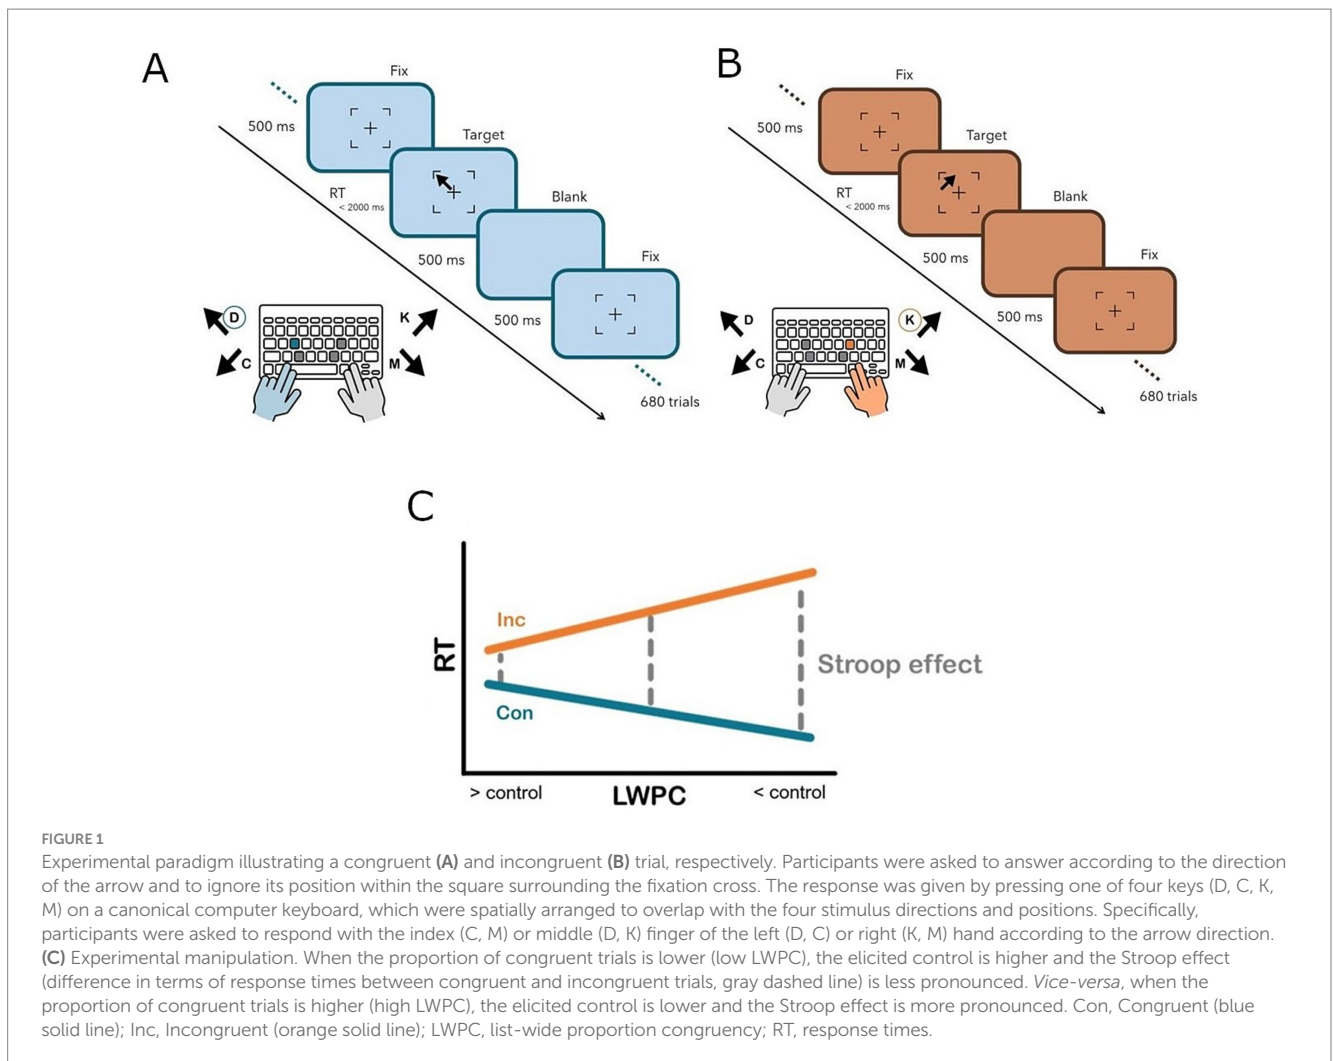 A
Fix
500 ms
Target
RT
< 2000 ms
Blank
500 ms
Fix
500 ms
D
K
C
M
680 trials
B
Fix
500 ms
Target
RT
< 2000 ms
Blank
500 ms
Fix
500 ms
D
K
C
M
680 trials
C
Inc
RT
Stroop effect
Con
> control
LWPC
< control
FIGURE 1
Experimental paradigm illustrating a congruent (A) and incongruent (B) trial, respectively. Participants were asked to answer according to the direction
of the arrow and to ignore its position within the square surrounding the fixation cross. The response was given by pressing one of four keys (D, C, K,
M) on a canonical computer keyboard, which were spatially arranged to overlap with the four stimulus directions and positions. Specifically,
participants were asked to respond with the index (C, M) or middle (D, K) finger of the left (D, C) or right (K, M) hand according to the arrow direction.
(C) Experimental manipulation. When the proportion of congruent trials is lower (low LWPC), the elicited control is higher and the Stroop effect
(difference in terms of response times between congruent and incongruent trials, gray dashed line) is less pronounced. Vice-versa, when the
proportion of congruent trials is higher (high LWPC), the elicited control is lower and the Stroop effect is more pronounced. Con, Congruent (blue
solid line); Inc, Incongruent (orange solid line); LWPC, list-wide proportion congruency; RT, response times.